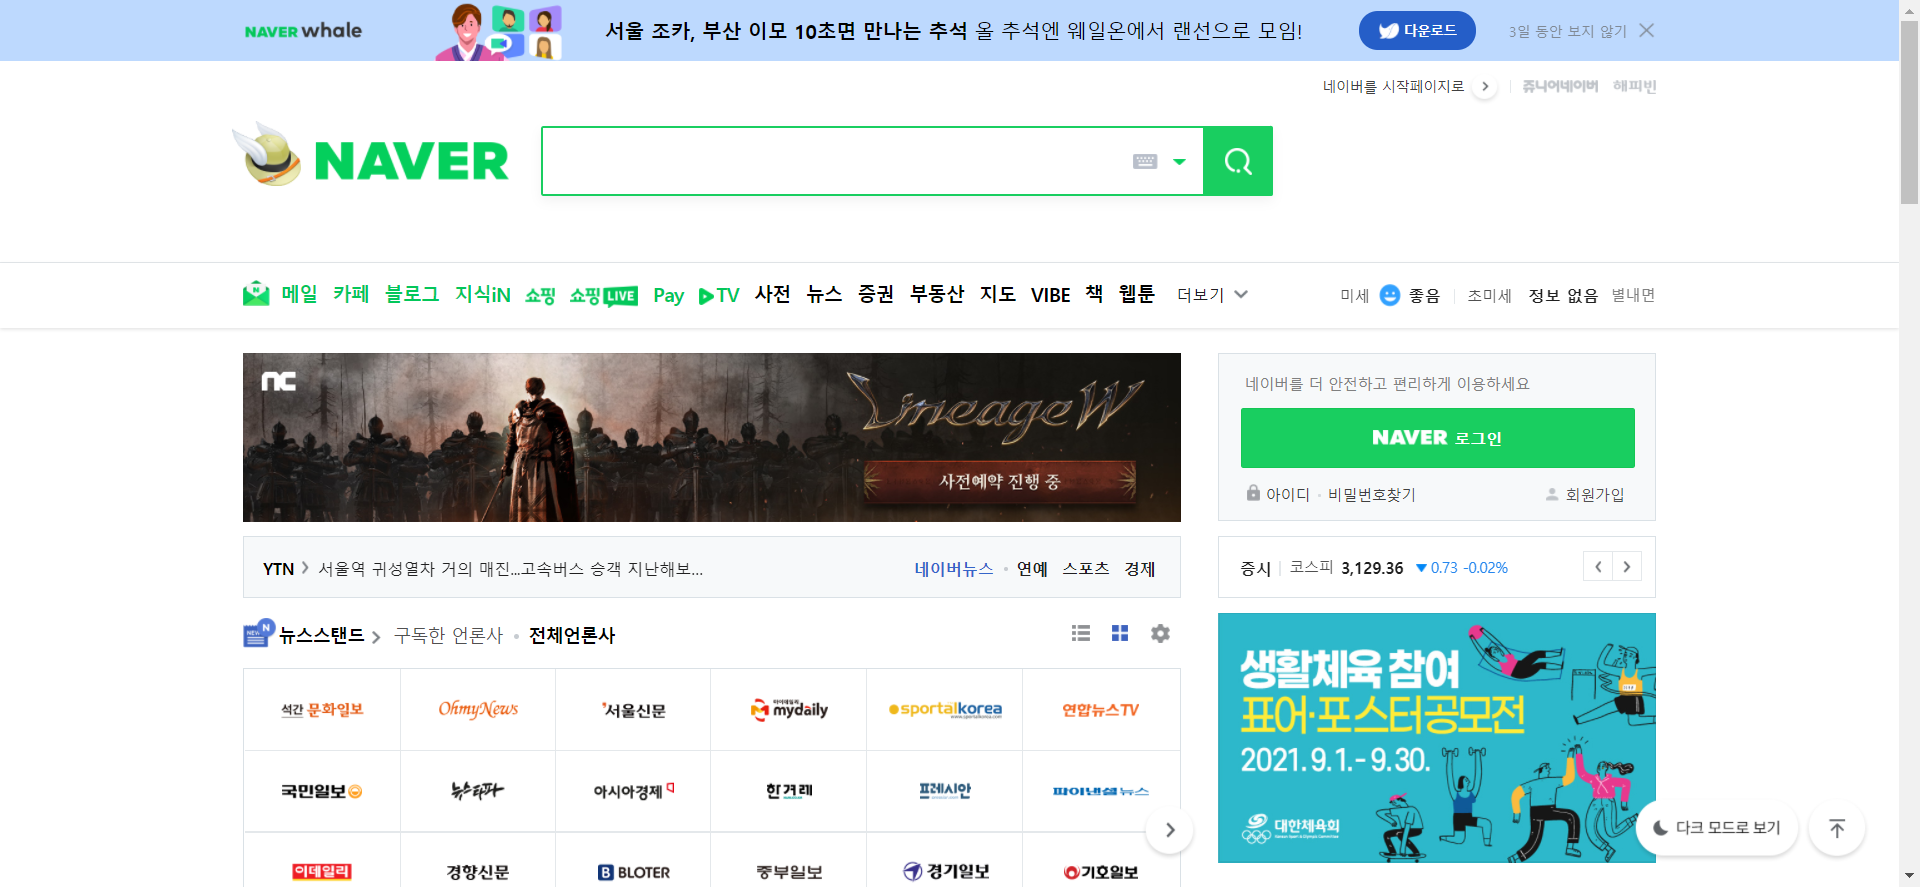 NAVER whale 서울 조카, 부산 이모 10초면 만나는 추석 올 추석엔 웨일온에서 랜선으로 모임! 다운로드 3일 동안 보지 않기
네이버를 시작페이지로 쥬니어네이버 해피빈
NAVER
메일 카페 블로그 지식iN 쇼핑 쇼핑LIVE Pay TV 사전 뉴스 증권 부동산 지도 VIBE 책 웹툰 더보기 미세 좋음 초미세 정보 없음 별내면
nc
Lineage W
사전예약 진행 중
네이버를 더 안전하고 편리하게 이용하세요
NAVER 로그인
아이디 · 비밀번호찾기 회원가입
YTN 서울역 귀성열차 거의 매진...고속버스 승객 지난해보... 네이버뉴스 · 연예 스포츠 경제
증시 코스피 3,129.36 ▼0.73 -0.02%
NEWS N 뉴스스탠드 구독한 언론사 · 전체언론사
석간 문화일보 OhmyNews 서울신문 마이데일리 mydaily sportalkorea www.sportalkorea.com 연합뉴스TV
국민일보 뉴스타파 아시아경제 한겨레 프레시안 파이낸셜뉴스
이데일리 경향신문 B BLOTER 중부일보 경기일보 기호일보
생활체육 참여
표어·포스터 공모전
2021. 9.1. - 9.30.
대한체육회
Korean Sport & Olympic Committee
다크 모드로 보기